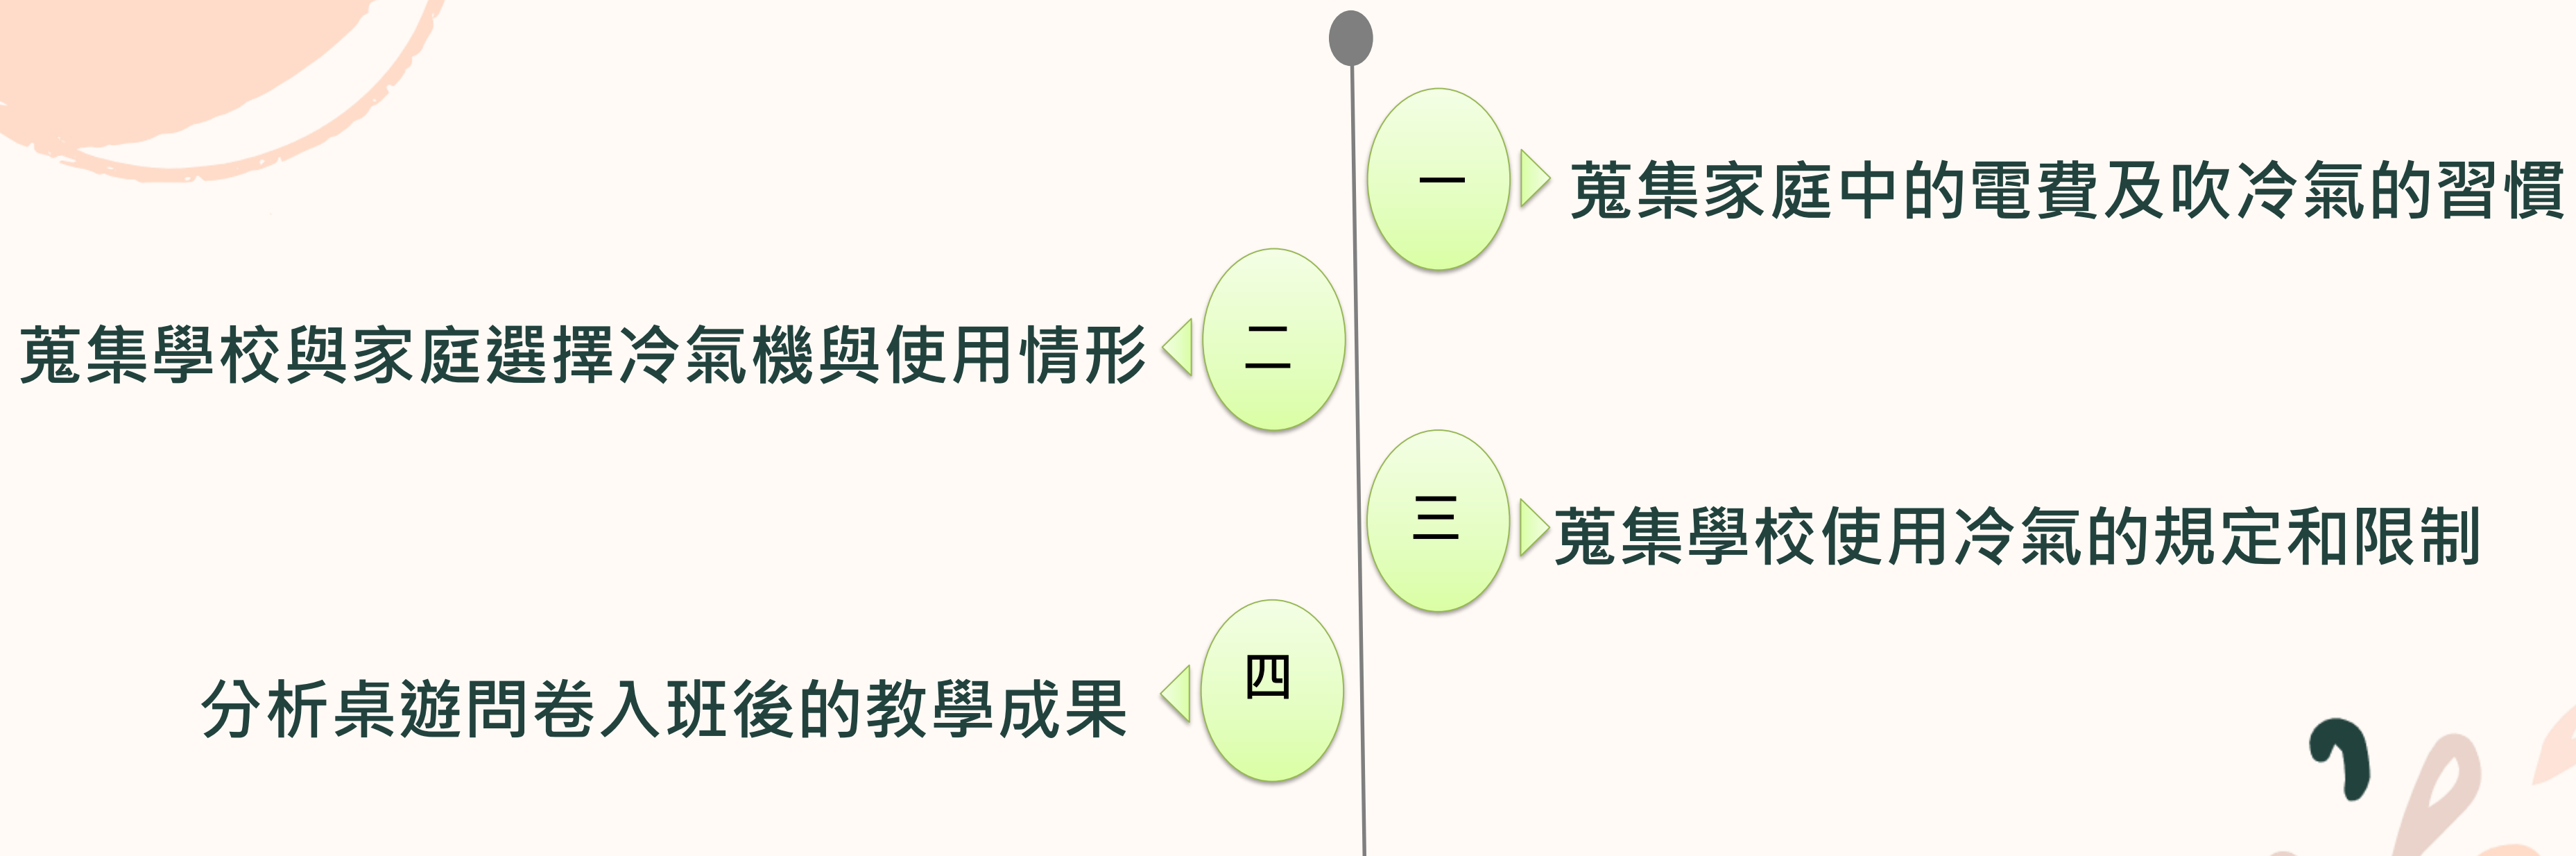 一
蒐集家庭中的電費及吹冷氣的習慣
二
蒐集學校與家庭選擇冷氣機與使用情形
三
蒐集學校使用冷氣的規定和限制
四
分析桌遊問卷入班後的教學成果